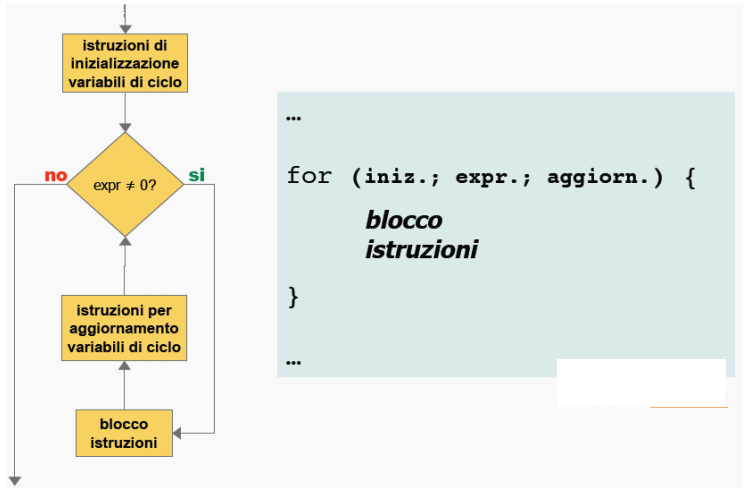 istruzioni di
inizializzazione
variabili di ciclo
no
expr ≠ 0?
si
istruzioni per
aggiornamento
variabili di ciclo
blocco
istruzioni
…
for (iniz.; expr.; aggiorn.) {
blocco
istruzioni
}
…